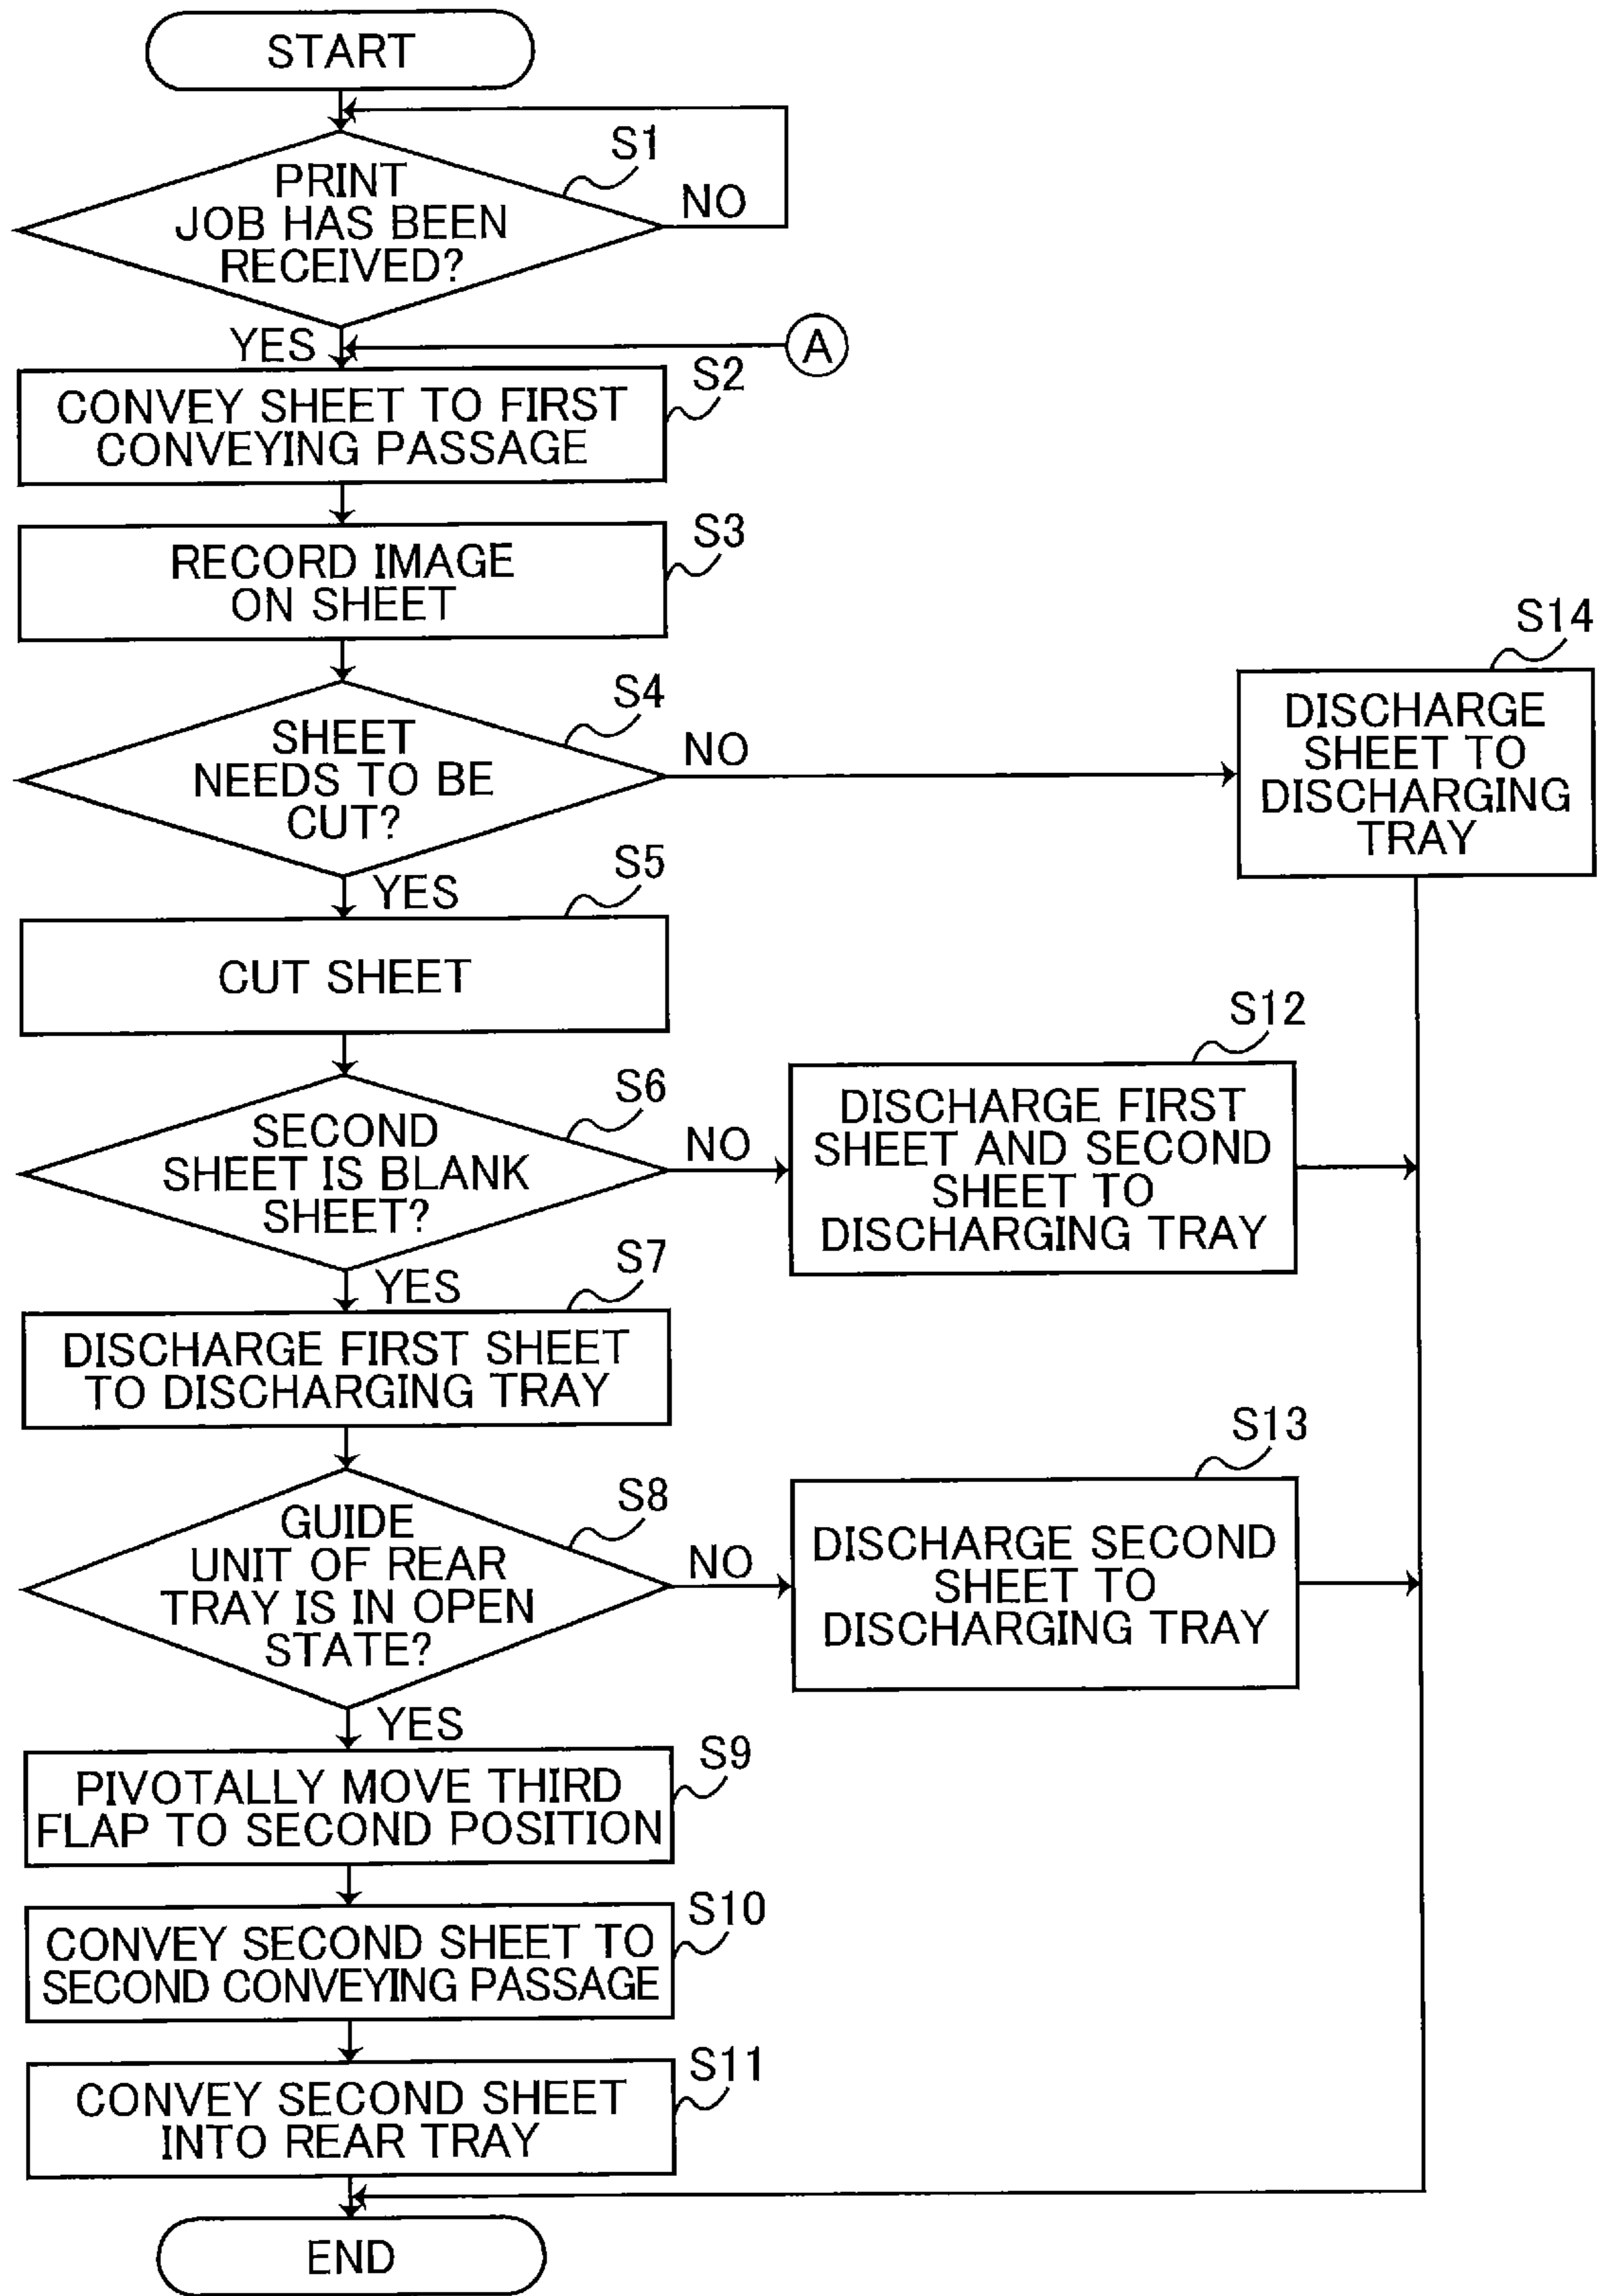 START
S1
PRINT
JOB HAS BEEN
RECEIVED?
NO
YES
A
S2
CONVEY SHEET TO FIRST
CONVEYING PASSAGE
S3
RECORD IMAGE
ON SHEET
S4
SHEET
NEEDS TO BE
CUT?
NO
S14
DISCHARGE
SHEET TO
DISCHARGING
TRAY
YES
S5
CUT SHEET
S6
SECOND
SHEET IS BLANK
SHEET?
NO
S12
DISCHARGE FIRST
SHEET AND SECOND
SHEET TO
DISCHARGING TRAY
YES
S7
DISCHARGE FIRST SHEET
TO DISCHARGING TRAY
S8
GUIDE
UNIT OF REAR
TRAY IS IN OPEN
STATE?
NO
S13
DISCHARGE SECOND
SHEET TO
DISCHARGING TRAY
YES
S9
PIVOTALLY MOVE THIRD
FLAP TO SECOND POSITION
S10
CONVEY SECOND SHEET TO
SECOND CONVEYING PASSAGE
S11
CONVEY SECOND SHEET
INTO REAR TRAY
END